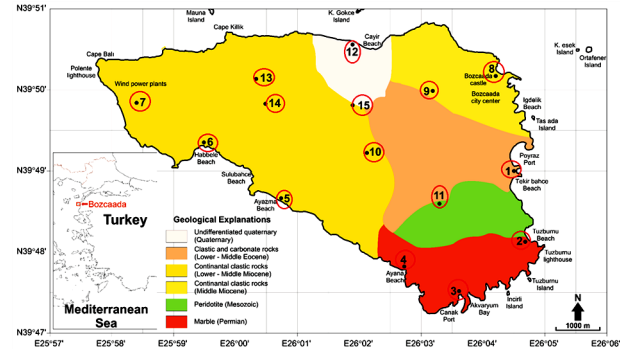 N39°51'
N39°50'
N39°49'
N39°48'
N39°47'
E25°57'
E25°58'
E25°59'
E26°00'
E26°01'
E26°02'
E26°03'
E26°04'
E26°05'
E26°06'
Mauna
Island
Cape Killik
K. Gokce
Island
Cayir
Beach
12
Cape Balı
Polente
lighthouse
Wind power plants
7
13
14
15
8
Bozcaada
castle
Bozcaada
city center
9
K. esek
Island
Ortafener
Island
Igdelik
Beach
Tas ada
Island
6
Habbele
Beach
10
Poyraz
Port
1
Tekir bahce
Beach
Sulubahce
Beach
5
Ayazma
Beach
11
Tuzburnu
Beach
2
Tuzburnu
lighthouse
4
Ayana
Beach
3
Canak
Port
Akvaryum
Bay
Incirli
Island
Tuzburnu
Island
Bozcaada
Turkey
Mediterranean
Sea
Geological Explanations
Undifferentiated quaternary
(Quaternary)
Clastic and carbonate rocks
(Lower - Middle Eocene)
Continantal clastic rocks
(Lower - Middle Miocene)
Continantal clastic rocks
(Middle Miocene)
Peridotite (Mesozoic)
Marble (Permian)
N
1000 m